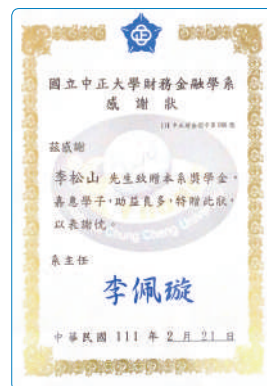 國立中正大學財務金融學系
感謝狀
茲感謝
李松山 先生致贈本系獎學金，
嘉惠學子，助益良多，特贈此狀，
以表謝忱。
系主任
李佩璇
中華民國 111 年 2 月 21 日